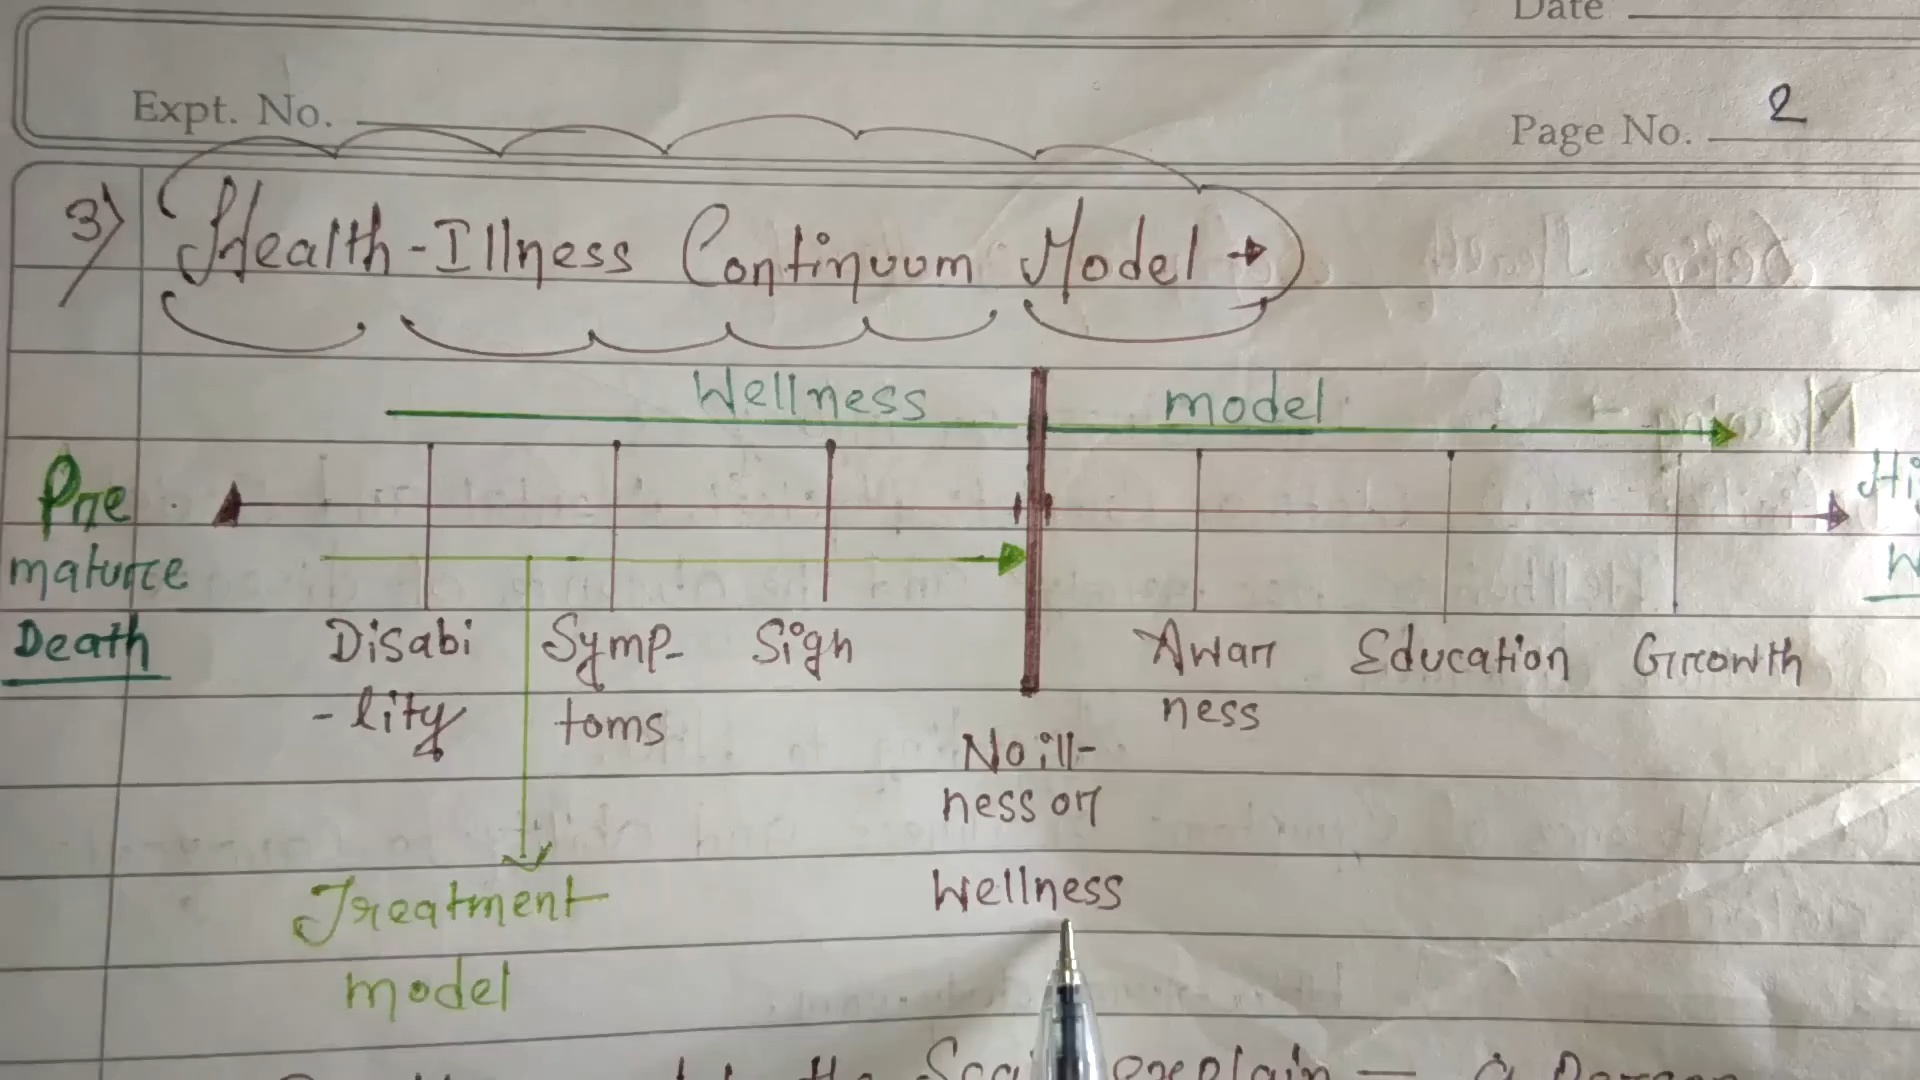 Date
Expt. No.
Page No. 2
3) Health-Illness Continuum Model →
Wellness model
Pre
mature
Death
Disabi
-lity
Symp-
toms
Sign
Awar
ness
Education
Growth
No ill-
ness or
Wellness
Treatment
model